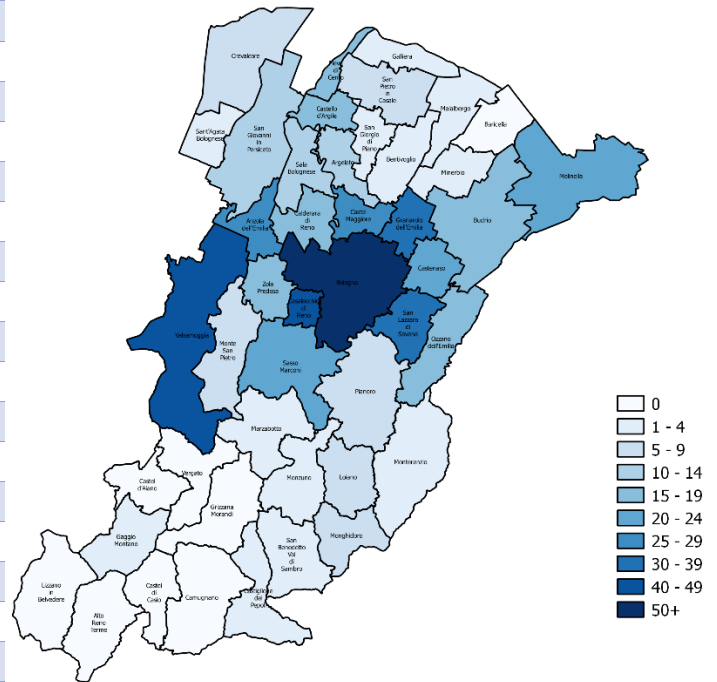 Crevalcore
Galliera
Pieve
di
Cento
San
Pietro
in
Casale
Malalbergo
Castello
d'Argile
Baricella
Sant'Agata
Bolognese
San
Giovanni
in
Persiceto
San
Giorgio
di
Piano
Sala
Bolognese
Argelato
Bentivoglio
Minerbio
Molinella
Budrio
Anzola
dell'Emilia
Calderara
di
Reno
Castel
Maggiore
Granarolo
dell'Emilia
Castenaso
Zola
Predosa
Bologna
Casalecchio
di
Reno
San
Lazzaro
di
Savena
Ozzano
dell'Emilia
Valsamoggia
Monte
San
Pietro
Sasso
Marconi
Pianoro
Marzabotto
Monterenzio
Vergato
Castel
d'Aiano
Monzuno
Loiano
Grizzana
Morandi
Gaggio
Montano
San
Benedetto
Val
di
Sambro
Monghidoro
Lizzano
in
Belvedere
Castel
di
Casio
Camugnano
Castiglione
dei
Pepoli
Alto
Reno
Terme
0
1 - 4
5 - 9
10 - 14
15 - 19
20 - 24
25 - 29
30 - 39
40 - 49
50+